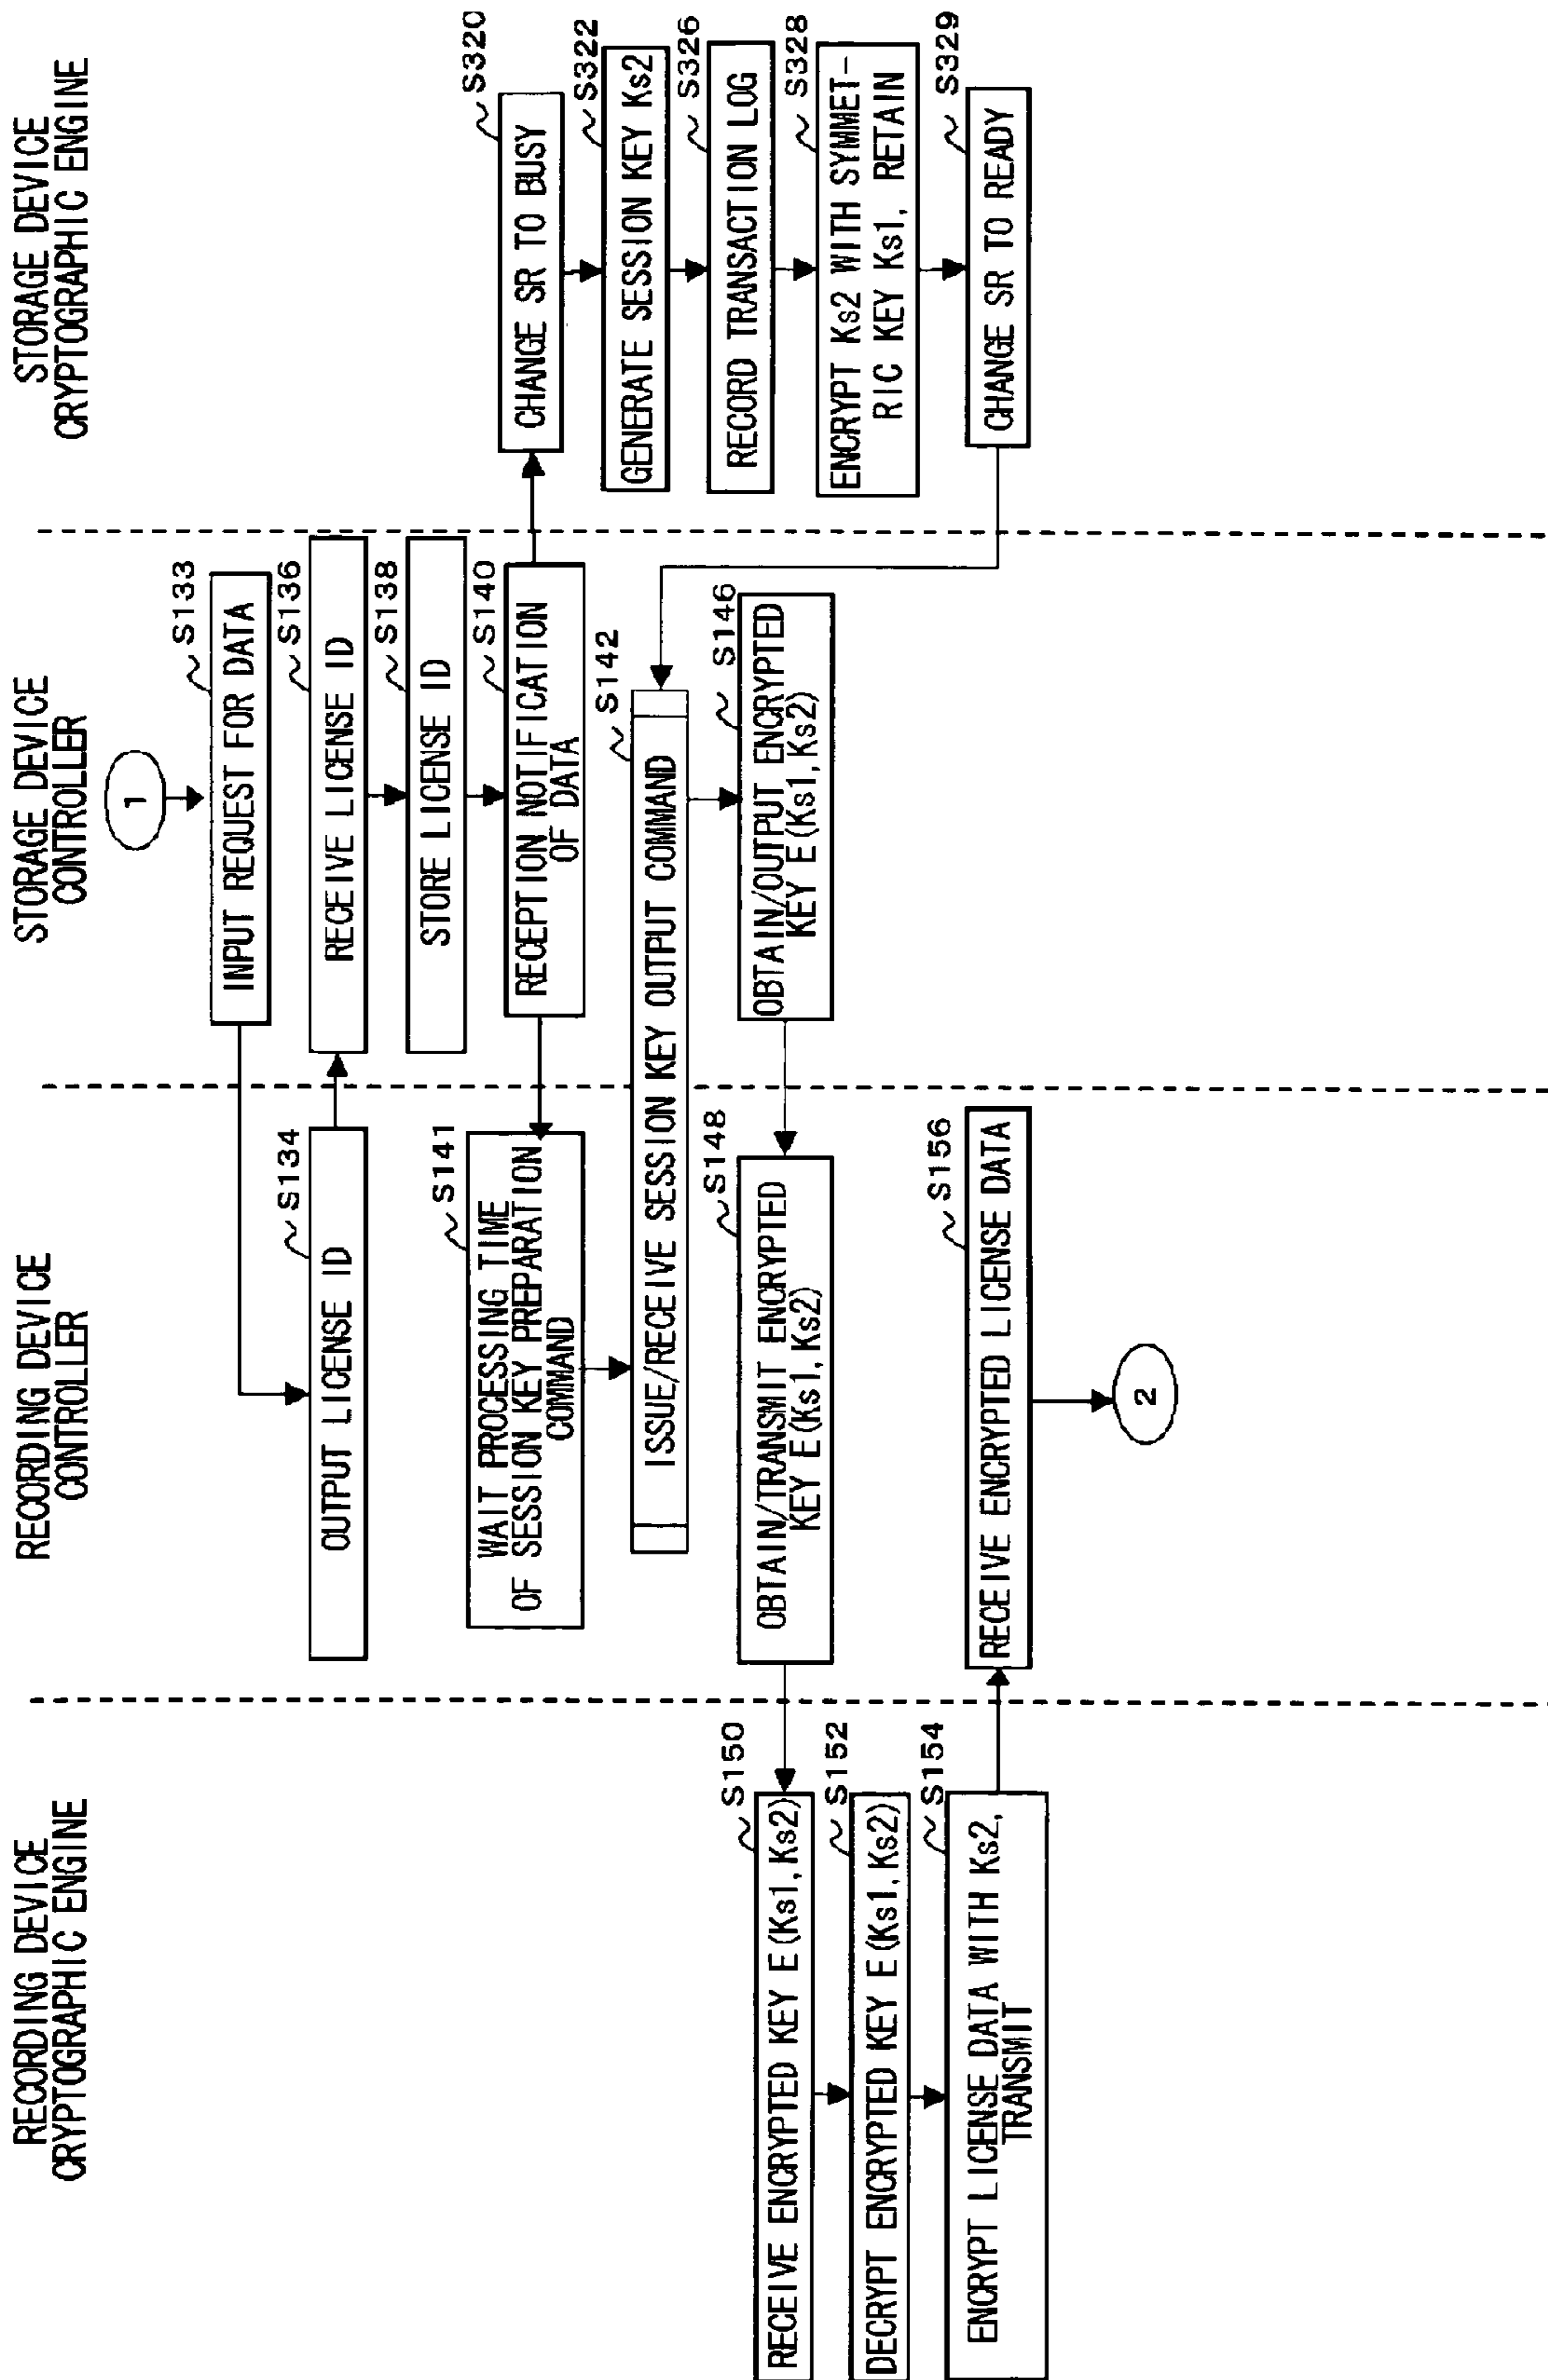 RECORDING DEVICE
CRYPTOGRAPHIC ENGINE
RECORDING DEVICE
CONTROLLER
STORAGE DEVICE
CONTROLLER
STORAGE DEVICE
CRYPTOGRAPHIC ENGINE
1
S133
INPUT REQUEST FOR DATA
S134
OUTPUT LICENSE ID
S136
RECEIVE LICENSE ID
S138
STORE LICENSE ID
S140
RECEPTION NOTIFICATION
OF DATA
S141
WAIT PROCESSING TIME
OF SESSION KEY PREPARATION
COMMAND
S320
CHANGE SR TO BUSY
S322
GENERATE SESSION KEY Ks2
S326
RECORD TRANSACTION LOG
S328
ENCRYPT Ks2 WITH SYMMET-
RIC KEY Ks1, RETAIN
S329
CHANGE SR TO READY
S142
ISSUE/RECEIVE SESSION KEY OUTPUT COMMAND
S146
OBTAIN/OUTPUT ENCRYPTED
KEY E(Ks1,Ks2)
S148
OBTAIN/TRANSMIT ENCRYPTED
KEY E(Ks1,Ks2)
S150
RECEIVE ENCRYPTED KEY E(Ks1,Ks2)
S152
DECRYPT ENCRYPTED KEY E(Ks1,Ks2)
S154
ENCRYPT LICENSE DATA WITH Ks2,
TRANSMIT
S156
RECEIVE ENCRYPTED LICENSE DATA
2